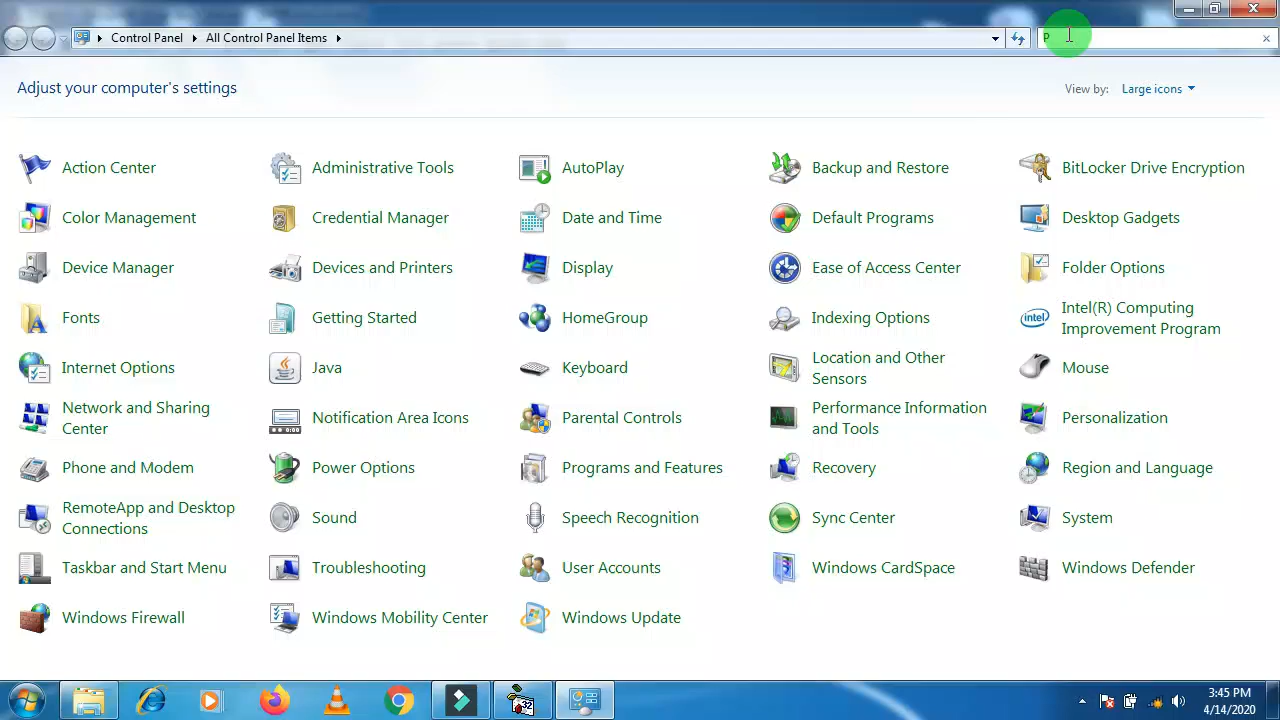 Control Panel All Control Panel Items P
Adjust your computer's settings
View by: Large icons
Action Center Administrative Tools AutoPlay Backup and Restore BitLocker Drive Encryption
Color Management Credential Manager Date and Time Default Programs Desktop Gadgets
Device Manager Devices and Printers Display Ease of Access Center Folder Options
Fonts Getting Started HomeGroup Indexing Options Intel(R) Computing
Improvement Program
Internet Options Java Keyboard Location and Other
Sensors Mouse
Network and Sharing
Center Notification Area Icons Parental Controls Performance Information
and Tools Personalization
Phone and Modem Power Options Programs and Features Recovery Region and Language
RemoteApp and Desktop
Connections Sound Speech Recognition Sync Center System
Taskbar and Start Menu Troubleshooting User Accounts Windows CardSpace Windows Defender
Windows Firewall Windows Mobility Center Windows Update
intel
32
3:45 PM
4/14/2020